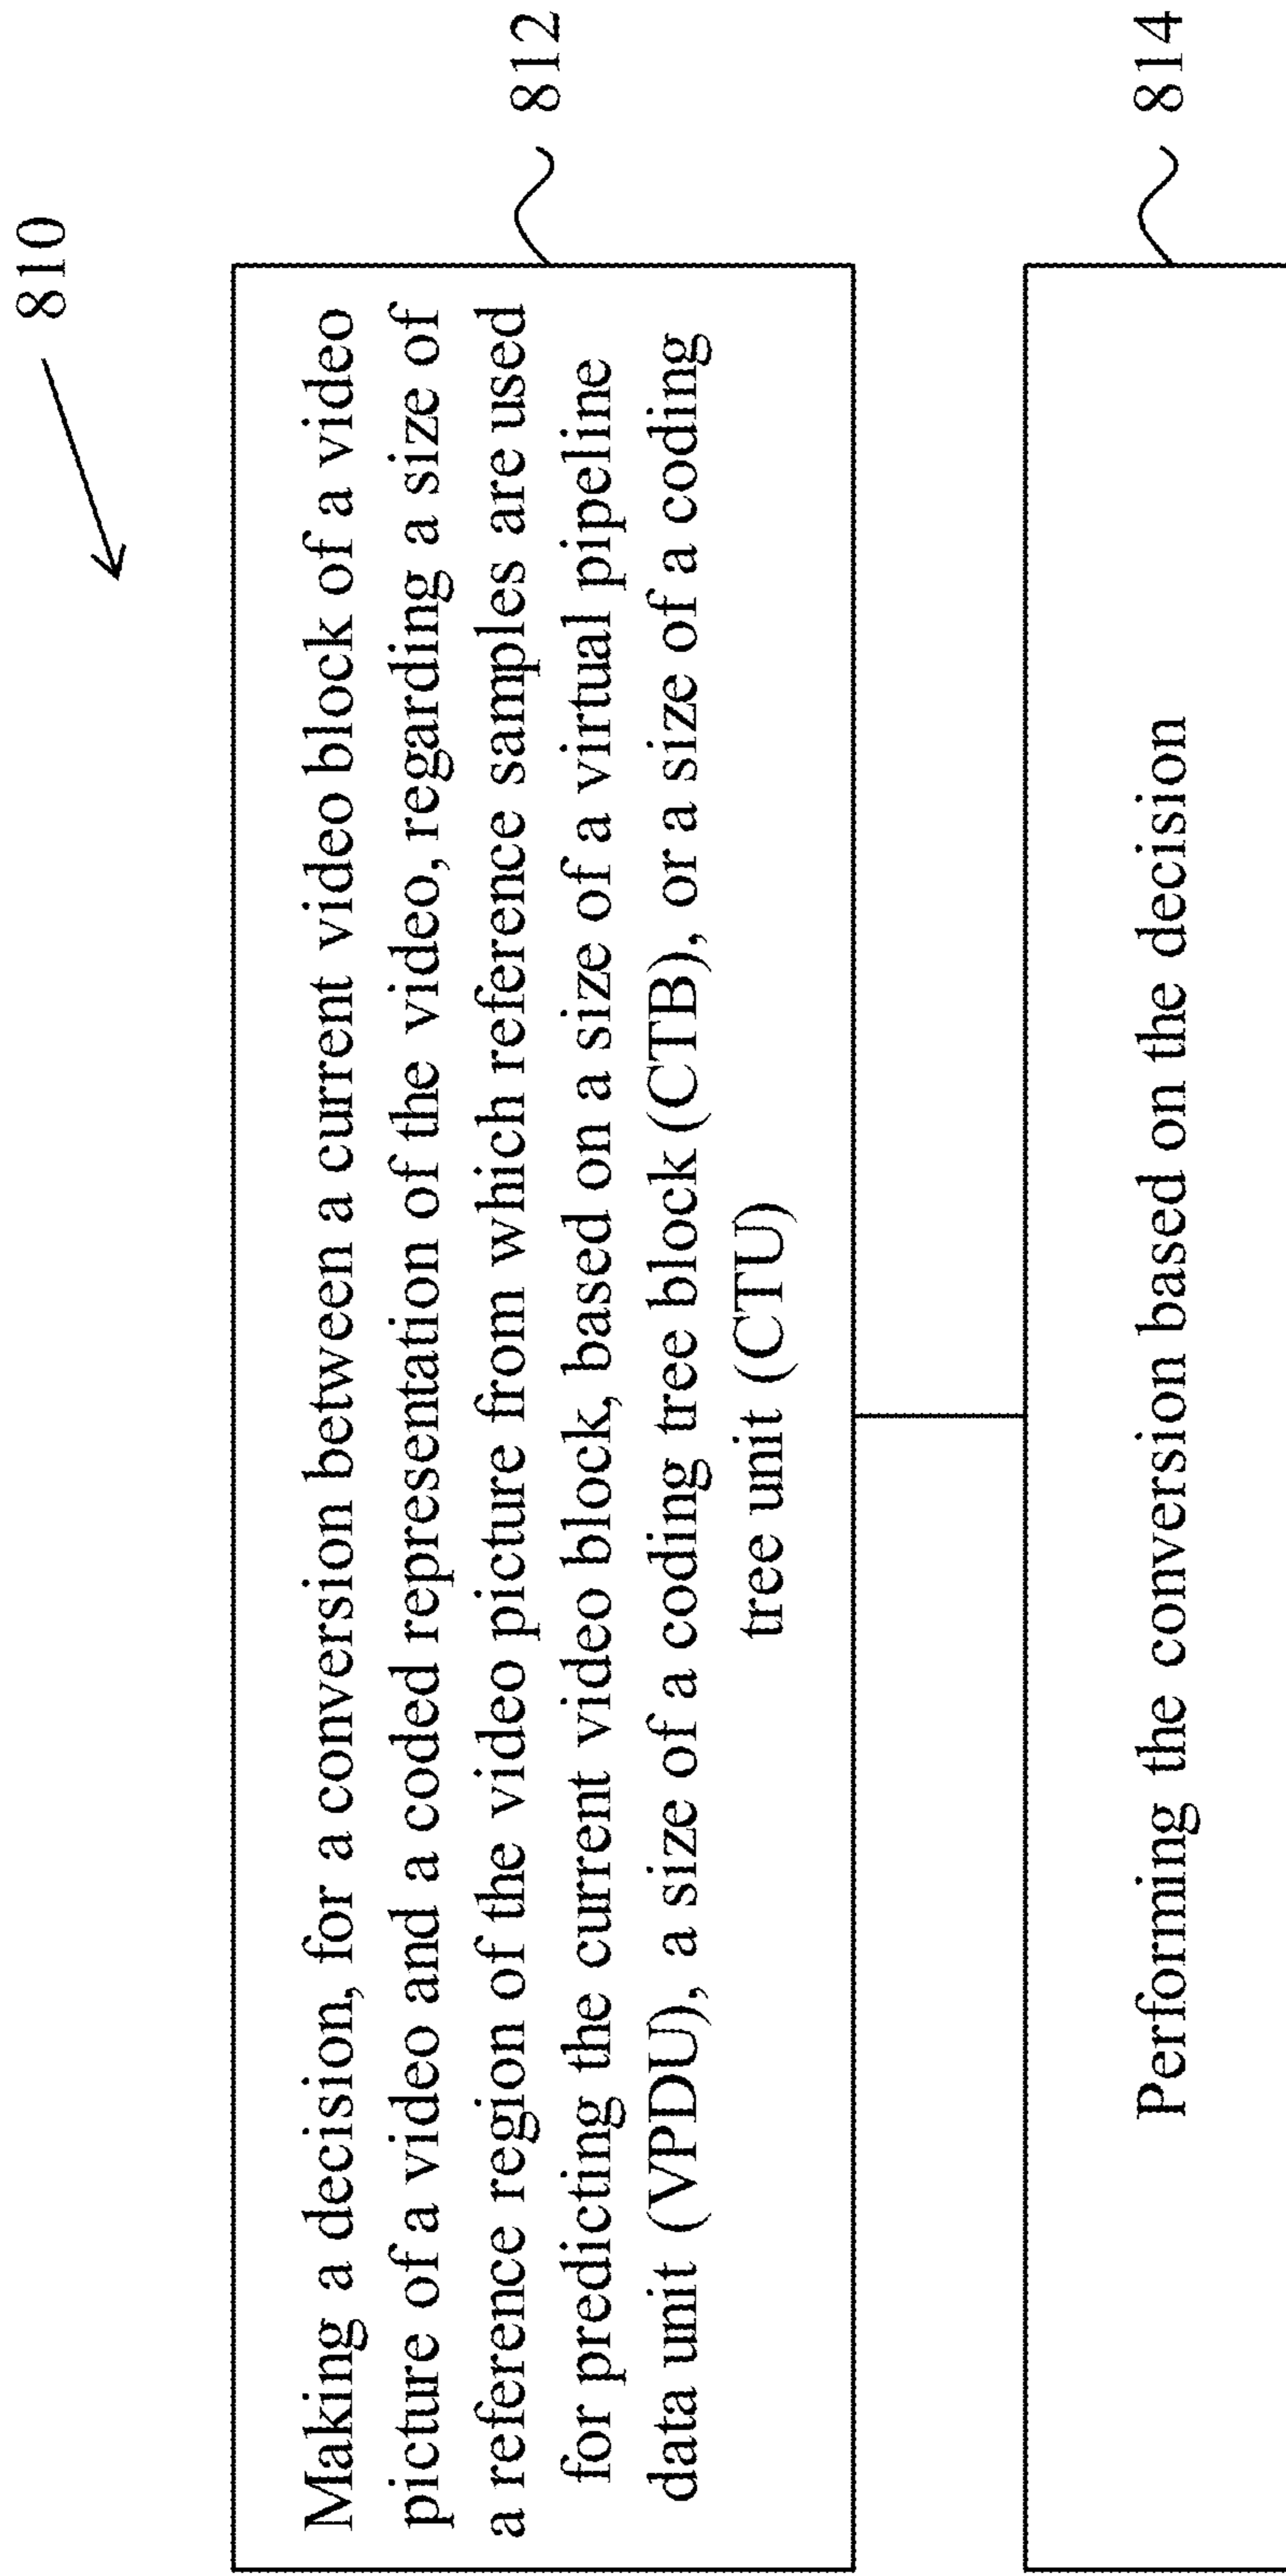 810
Making a decision, for a conversion between a current video block of a video
picture of a video and a coded representation of the video, regarding a size of
a reference region of the video picture from which reference samples are used
for predicting the current video block, based on a size of a virtual pipeline
data unit (VPDU), a size of a coding tree block (CTB), or a size of a coding
tree unit (CTU)
812
Performing the conversion based on the decision
814